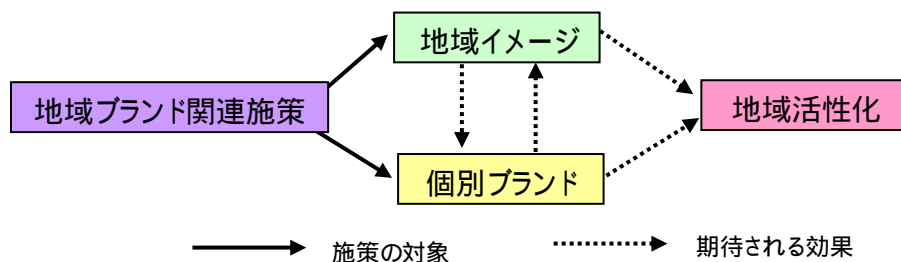 地域イメージ
地域ブランド関連施策
地域活性化
個別ブランド
施策の対象
期待される効果